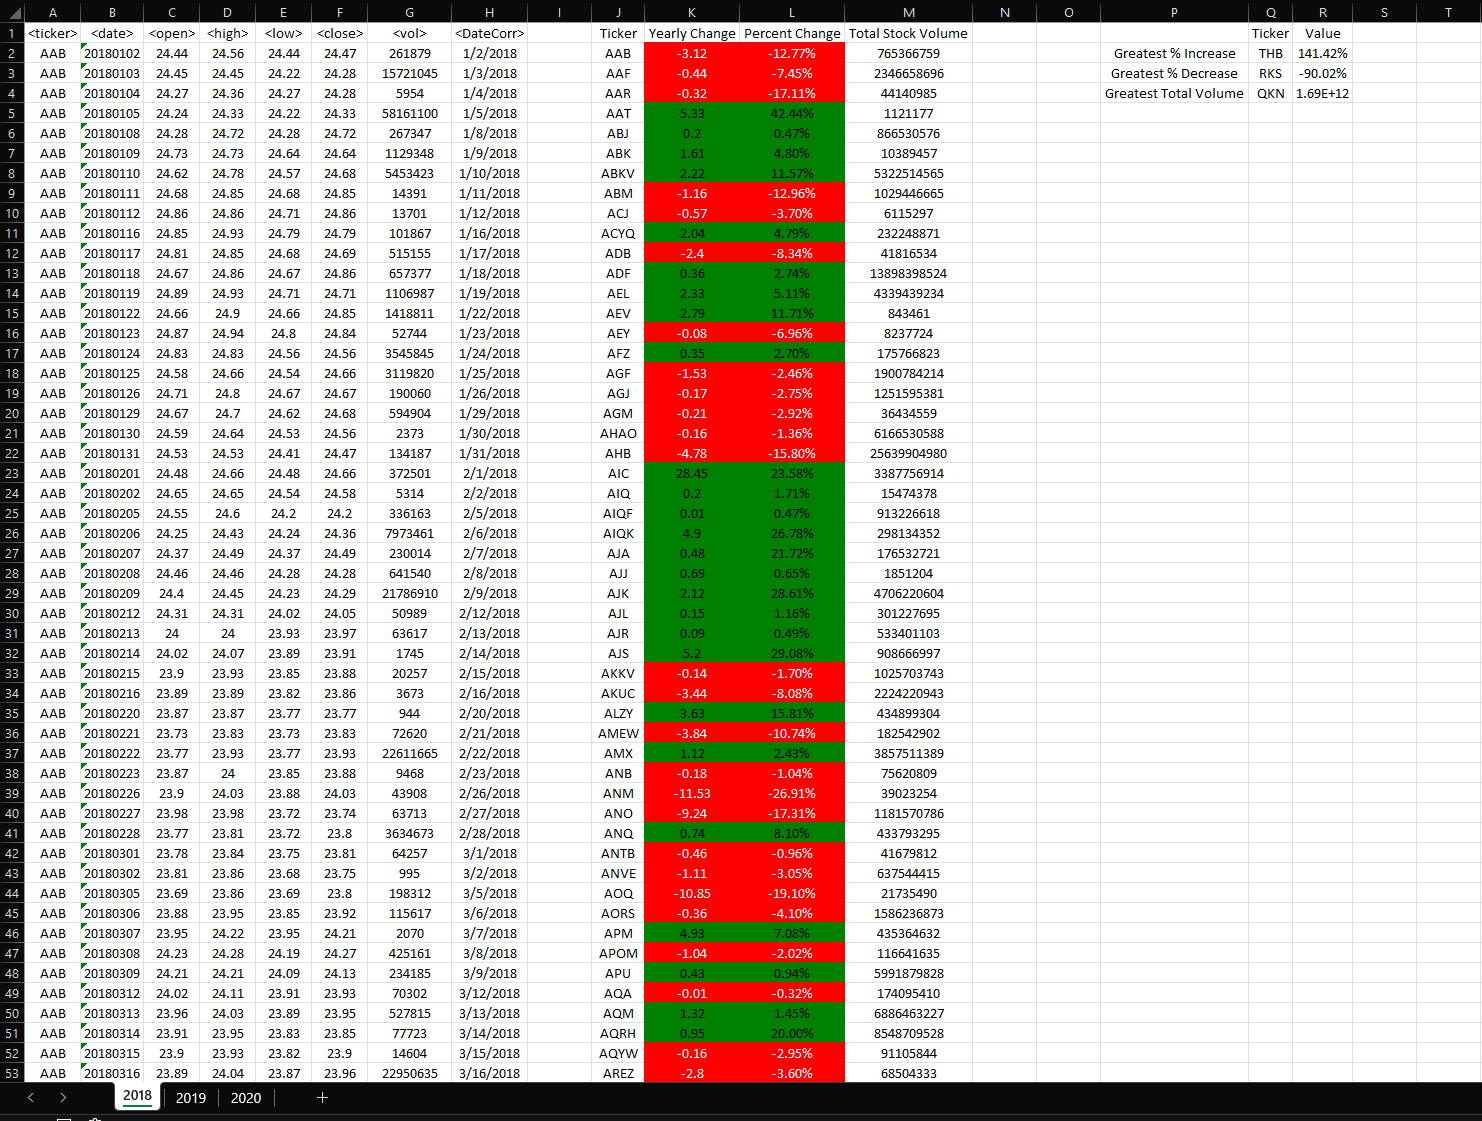 A B C D E F G H I J K L M N O P Q R S T
1 <ticker> <date> <open> <high> <low> <close> <vol> <DateCorr> Ticker Yearly Change Percent Change Total Stock Volume Ticker Value
2 AAB 20180102 24.44 24.56 24.44 24.47 261879 1/2/2018 AAB -3.12 -12.77% 765366759 Greatest % Increase THB 141.42%
3 AAB 20180103 24.45 24.45 24.22 24.28 15721045 1/3/2018 AAF -0.44 -7.45% 2346658696 Greatest % Decrease RKS -90.02%
4 AAB 20180104 24.27 24.36 24.27 24.28 5954 1/4/2018 AAR -0.32 -17.11% 44140985 Greatest Total Volume QKN 1.69E+12
5 AAB 20180105 24.24 24.33 24.22 24.33 58161100 1/5/2018 AAT 5.33 42.44% 1121177
6 AAB 20180108 24.28 24.72 24.28 24.72 267347 1/8/2018 ABJ 0.2 0.47% 866530576
7 AAB 20180109 24.73 24.73 24.64 24.64 1129348 1/9/2018 ABK 1.61 4.80% 10389457
8 AAB 20180110 24.62 24.78 24.57 24.68 5453423 1/10/2018 ABKV 2.22 11.57% 5322514565
9 AAB 20180111 24.68 24.85 24.68 24.85 14391 1/11/2018 ABM -1.16 -12.96% 1029446665
10 AAB 20180112 24.86 24.86 24.71 24.86 13701 1/12/2018 ACJ -0.57 -3.70% 6115297
11 AAB 20180116 24.85 24.93 24.79 24.79 101867 1/16/2018 ACYQ 2.04 4.79% 232248871
12 AAB 20180117 24.81 24.85 24.68 24.69 515155 1/17/2018 ADB -2.4 -8.34% 41816534
13 AAB 20180118 24.67 24.86 24.67 24.86 657377 1/18/2018 ADF 0.36 2.74% 13898398524
14 AAB 20180119 24.89 24.93 24.71 24.71 1106987 1/19/2018 AEL 2.33 5.11% 4339439234
15 AAB 20180122 24.66 24.9 24.66 24.85 1418811 1/22/2018 AEV 2.79 11.71% 843461
16 AAB 20180123 24.87 24.94 24.8 24.84 52744 1/23/2018 AEY -0.08 -6.96% 8237724
17 AAB 20180124 24.83 24.83 24.56 24.56 3545845 1/24/2018 AFZ 0.35 2.70% 175766823
18 AAB 20180125 24.58 24.66 24.54 24.66 3119820 1/25/2018 AGF -1.53 -2.46% 1900784214
19 AAB 20180126 24.71 24.8 24.67 24.67 190060 1/26/2018 AGJ -0.17 -2.75% 1251595381
20 AAB 20180129 24.67 24.7 24.62 24.68 594904 1/29/2018 AGM -0.21 -2.92% 36434559
21 AAB 20180130 24.59 24.64 24.53 24.56 2373 1/30/2018 AHAO -0.16 -1.36% 6166530588
22 AAB 20180131 24.53 24.53 24.41 24.47 134187 1/31/2018 AHB -4.78 -15.80% 25639904980
23 AAB 20180201 24.48 24.66 24.48 24.66 372501 2/1/2018 AIC 28.45 23.58% 3387756914
24 AAB 20180202 24.65 24.65 24.54 24.58 5314 2/2/2018 AIQ 0.2 1.71% 15474378
25 AAB 20180205 24.55 24.6 24.2 24.2 336163 2/5/2018 AIQF 0.01 0.47% 913226618
26 AAB 20180206 24.25 24.43 24.24 24.36 7973461 2/6/2018 AIQK 4.9 26.78% 298134352
27 AAB 20180207 24.37 24.49 24.37 24.49 230014 2/7/2018 AJA 0.48 21.72% 176532721
28 AAB 20180208 24.46 24.46 24.28 24.28 641540 2/8/2018 AJJ 0.69 0.65% 1851204
29 AAB 20180209 24.4 24.45 24.23 24.29 21786910 2/9/2018 AJK 2.12 28.61% 4706220604
30 AAB 20180212 24.31 24.31 24.02 24.05 50989 2/12/2018 AJL 0.15 1.16% 301227695
31 AAB 20180213 24 24 23.93 23.97 63617 2/13/2018 AJR 0.09 0.49% 533401103
32 AAB 20180214 24.02 24.07 23.89 23.91 1745 2/14/2018 AJS 5.2 29.08% 908666997
33 AAB 20180215 23.9 23.93 23.85 23.88 20257 2/15/2018 AKKV -0.14 -1.70% 1025703743
34 AAB 20180216 23.89 23.89 23.82 23.86 3673 2/16/2018 AKUC -3.44 -8.08% 2224220943
35 AAB 20180220 23.87 23.87 23.77 23.77 944 2/20/2018 ALZY 3.63 15.81% 434899304
36 AAB 20180221 23.73 23.83 23.73 23.83 72620 2/21/2018 AMEW -3.84 -10.74% 182542902
37 AAB 20180222 23.77 23.93 23.77 23.93 22611665 2/22/2018 AMX 1.12 2.43% 3857511389
38 AAB 20180223 23.87 24 23.85 23.88 9468 2/23/2018 ANB -0.18 -1.04% 75620809
39 AAB 20180226 23.9 24.03 23.88 24.03 43908 2/26/2018 ANM -11.53 -26.91% 39023254
40 AAB 20180227 23.98 23.98 23.72 23.74 63713 2/27/2018 ANO -9.24 -17.31% 1181570786
41 AAB 20180228 23.77 23.81 23.72 23.8 3634673 2/28/2018 ANQ 0.74 8.10% 433793295
42 AAB 20180301 23.78 23.84 23.75 23.81 64257 3/1/2018 ANTB -0.46 -0.96% 41679812
43 AAB 20180302 23.81 23.86 23.68 23.75 995 3/2/2018 ANVE -1.11 -3.05% 637544415
44 AAB 20180305 23.69 23.86 23.69 23.8 198312 3/5/2018 AOQ -10.85 -19.10% 21735490
45 AAB 20180306 23.88 23.95 23.85 23.92 115617 3/6/2018 AORS -0.36 -4.10% 1586236873
46 AAB 20180307 23.95 24.22 23.95 24.21 2070 3/7/2018 APM 4.93 7.08% 435364632
47 AAB 20180308 24.23 24.28 24.19 24.27 425161 3/8/2018 APOM -1.04 -2.02% 116641635
48 AAB 20180309 24.21 24.21 24.09 24.13 234185 3/9/2018 APU 0.43 0.94% 5991879828
49 AAB 20180312 24.02 24.11 23.91 23.93 70302 3/12/2018 AQA -0.01 -0.32% 174095410
50 AAB 20180313 23.96 24.03 23.89 23.95 527815 3/13/2018 AQM 1.32 1.45% 6886463227
51 AAB 20180314 23.91 23.95 23.83 23.85 77723 3/14/2018 AQRH 0.95 20.00% 8548709528
52 AAB 20180315 23.9 23.93 23.82 23.9 14604 3/15/2018 AQYW -0.16 -2.95% 91105844
53 AAB 20180316 23.89 24.04 23.87 23.96 22950635 3/16/2018 AREZ -2.8 -3.60% 68504333
2018 2019 2020